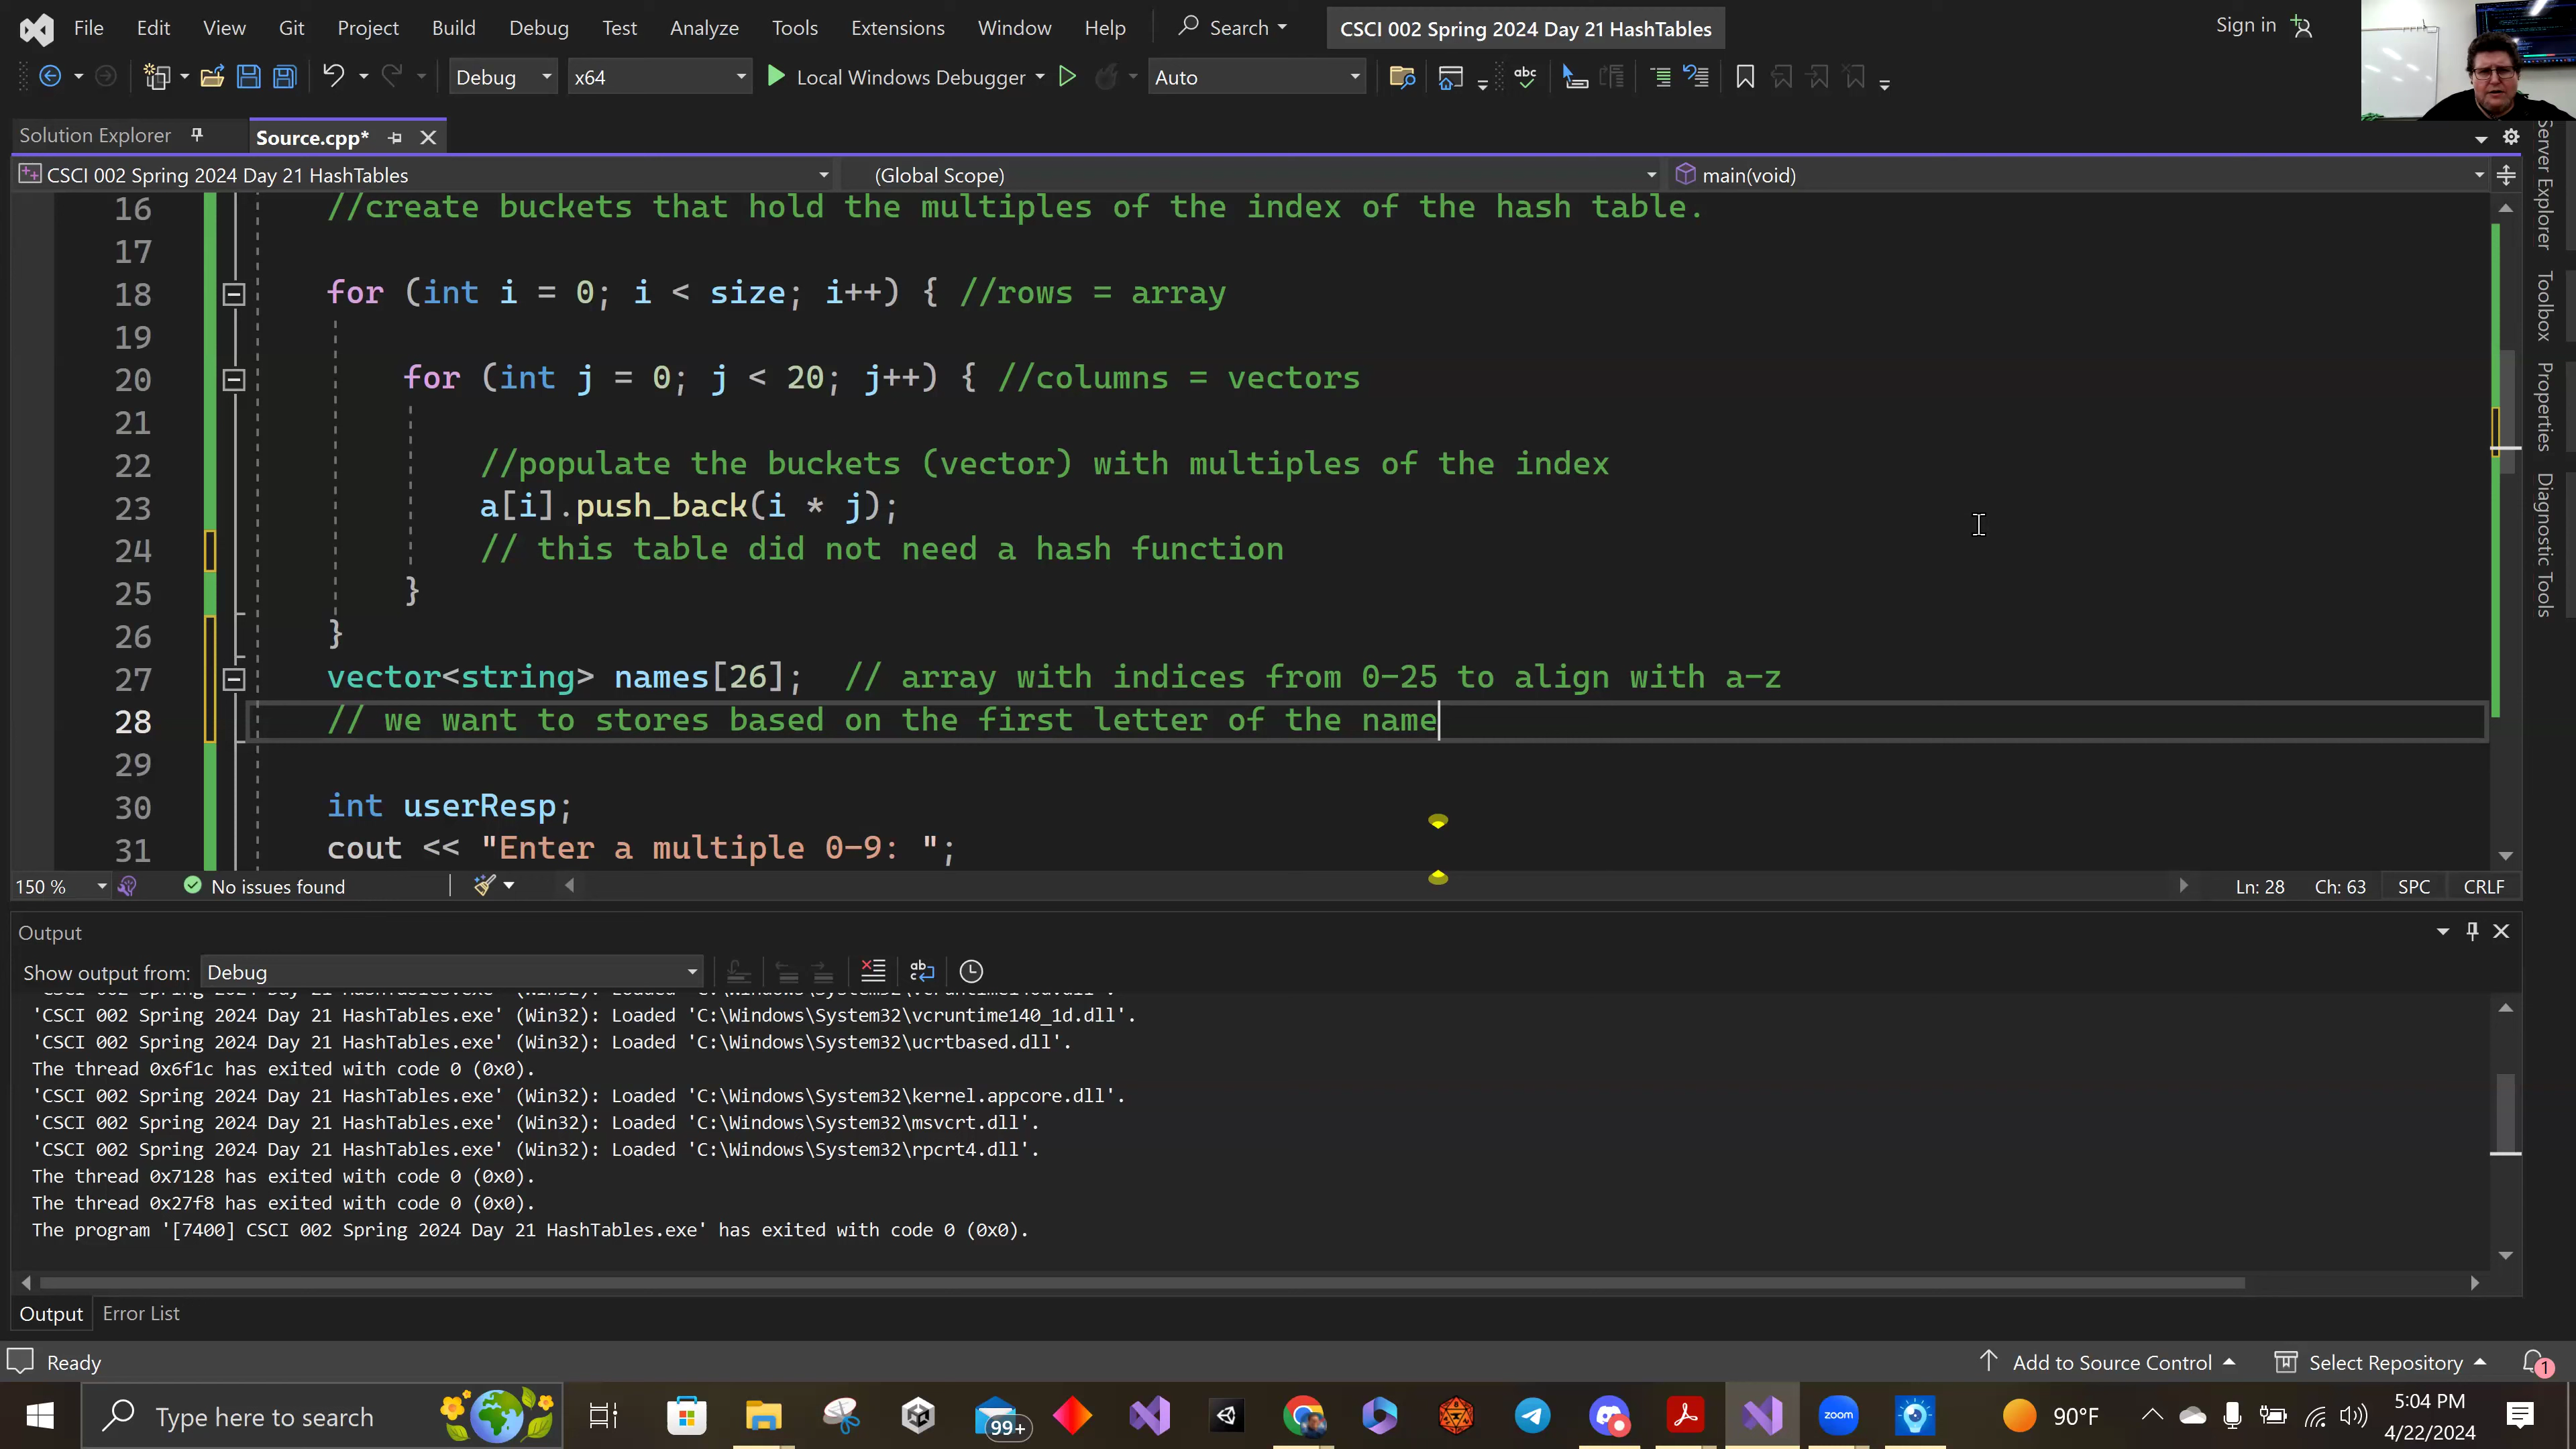 File Edit View Git Project Build Debug Test Analyze Tools Extensions Window Help Search CSCI 002 Spring 2024 Day 21 HashTables Sign in
Debug x64 Local Windows Debugger Auto
Solution Explorer Source.cpp*
CSCI 002 Spring 2024 Day 21 HashTables (Global Scope) main(void)
16 //create buckets that hold the multiples of the index of the hash table.
17
18 for (int i = 0; i < size; i++) { //rows = array
19
20 for (int j = 0; j < 20; j++) { //columns = vectors
21
22 //populate the buckets (vector) with multiples of the index
23 a[i].push_back(i * j);
24 // this table did not need a hash function
25 }
26 }
27 vector<string> names[26]; // array with indices from 0-25 to align with a-z
28 // we want to stores based on the first letter of the name
29
30 int userResp;
31 cout << "Enter a multiple 0-9: ";
Server Explorer
Toolbox
Properties
Diagnostic Tools
150 % No issues found Ln: 28 Ch: 63 SPC CRLF
Output
Show output from: Debug
'CSCI 002 Spring 2024 Day 21 HashTables.exe' (Win32): Loaded 'C:\Windows\System32\vcruntime140_1d.dll'.
'CSCI 002 Spring 2024 Day 21 HashTables.exe' (Win32): Loaded 'C:\Windows\System32\ucrtbased.dll'.
The thread 0x6f1c has exited with code 0 (0x0).
'CSCI 002 Spring 2024 Day 21 HashTables.exe' (Win32): Loaded 'C:\Windows\System32\kernel.appcore.dll'.
'CSCI 002 Spring 2024 Day 21 HashTables.exe' (Win32): Loaded 'C:\Windows\System32\msvcrt.dll'.
'CSCI 002 Spring 2024 Day 21 HashTables.exe' (Win32): Loaded 'C:\Windows\System32\rpcrt4.dll'.
The thread 0x7128 has exited with code 0 (0x0).
The thread 0x27f8 has exited with code 0 (0x0).
The program '[7400] CSCI 002 Spring 2024 Day 21 HashTables.exe' has exited with code 0 (0x0).
Output Error List
Ready Add to Source Control Select Repository 1
Type here to search 99+ zoom 90°F 5:04 PM
4/22/2024